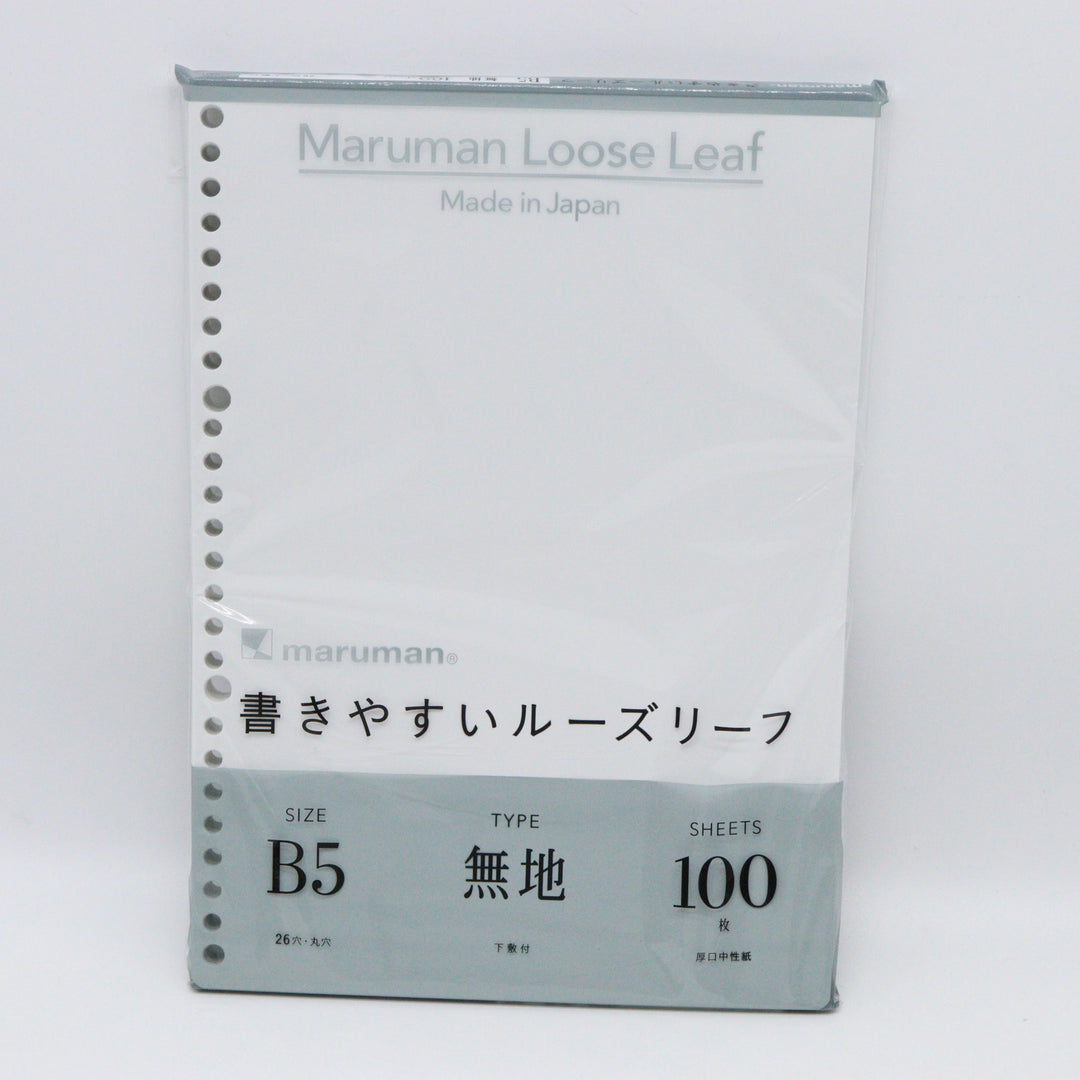 maruman
Maruman Loose Leaf
Made in Japan
maruman®
書きやすいルーズリーフ
SIZE
B5
26穴・丸穴
TYPE
無地
下敷付
SHEETS
100
枚
厚口中性紙